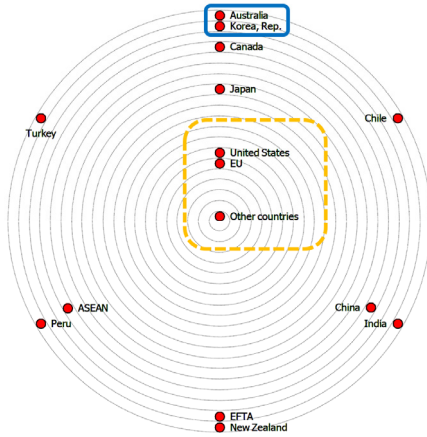 Australia
Korea, Rep.
Canada
Japan
Chile
Turkey
United States
EU
Other countries
ASEAN
China
Peru
India
EFTA
New Zealand